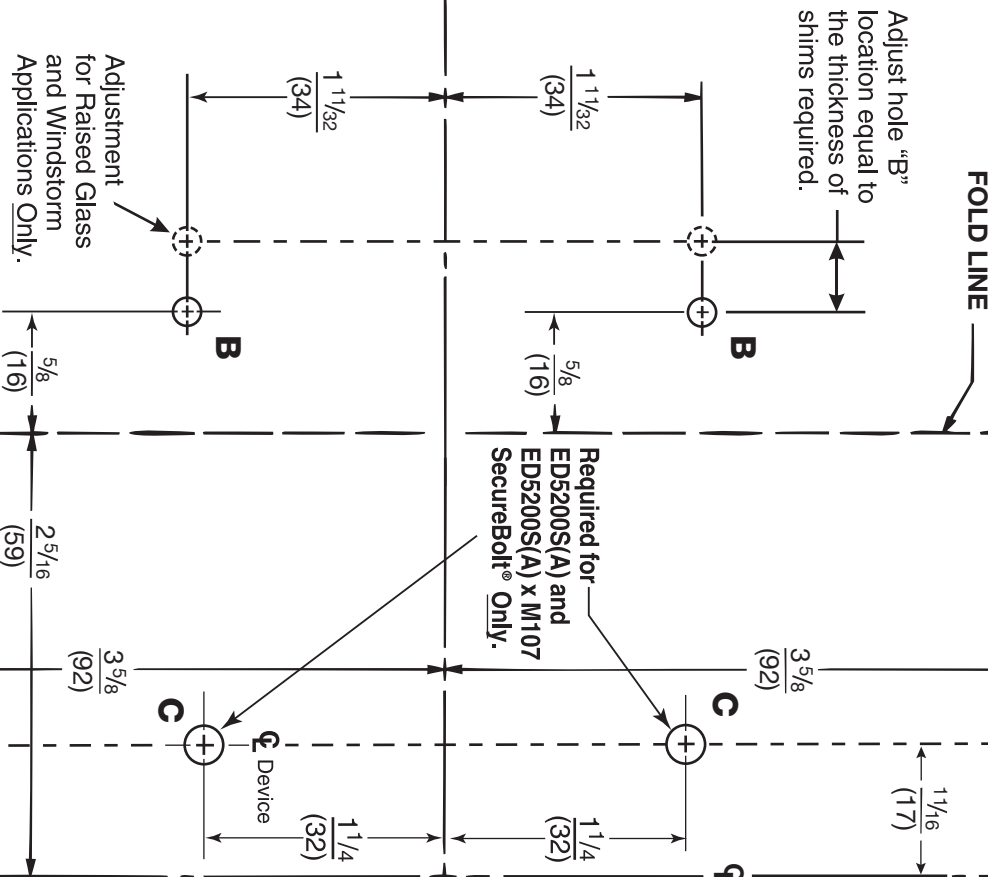 FOLD LINE
Adjust hole “B”
location equal to
the thickness of
shims required.
1 11/32
(34)
1 11/32
(34)
Adjustment
for Raised Glass
and Windstorm
Applications Only.
B
B
5/8
(16)
5/8
(16)
Required for
ED5200S(A) and
ED5200S(A) x M107
SecureBolt® Only.
2 5/16
(59)
3 5/8
(92)
3 5/8
(92)
C
C
℄ Device
11/16
(17)
1 1/4
(32)
1 1/4
(32)